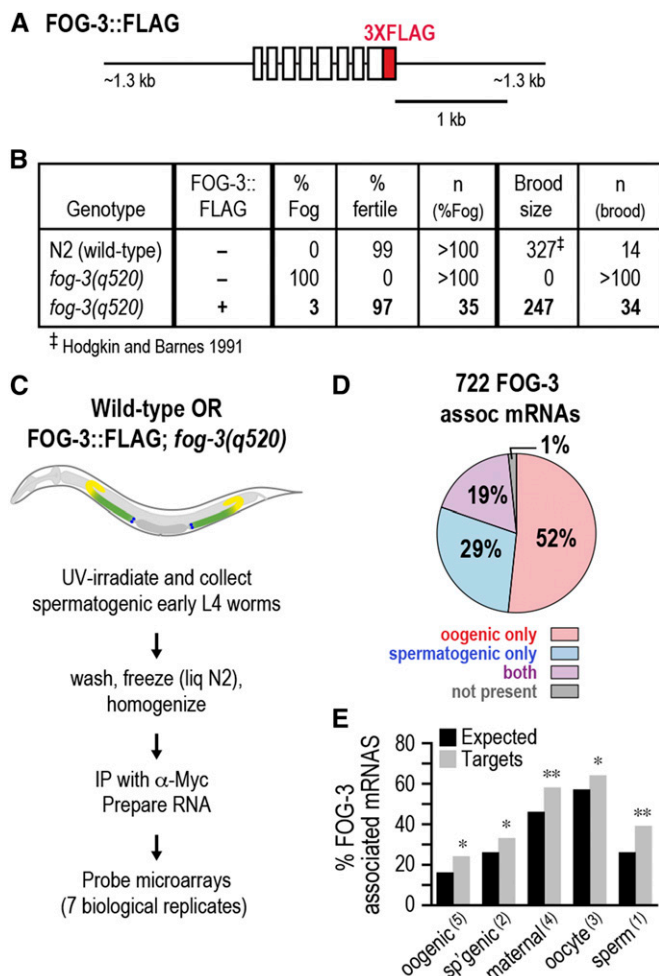 A FOG-3::FLAG
3XFLAG
~1.3 kb
~1.3 kb
1 kb
B
Genotype FOG-3:: FLAG % Fog % fertile n (%Fog) Brood size n (brood)
N2 (wild-type) – 0 99 >100 327‡ 14
fog-3(q520) – 100 0 >100 0 >100
fog-3(q520) + 3 97 35 247 34
‡ Hodgkin and Barnes 1991
C
Wild-type OR
FOG-3::FLAG; fog-3(q520)
UV-irradiate and collect
spermatogenic early L4 worms
wash, freeze (liq N2),
homogenize
IP with α-Myc
Prepare RNA
Probe microarrays
(7 biological replicates)
D
722 FOG-3
assoc mRNAs
1%
19%
29%
52%
oogenic only
spermatogenic only
both
not present
E
Expected
Targets
% FOG-3
associated mRNAS
80
60
40
20
0
* * ** * **
oogenic (5)
sp'genic (2)
maternal (4)
oocyte (3)
sperm (1)